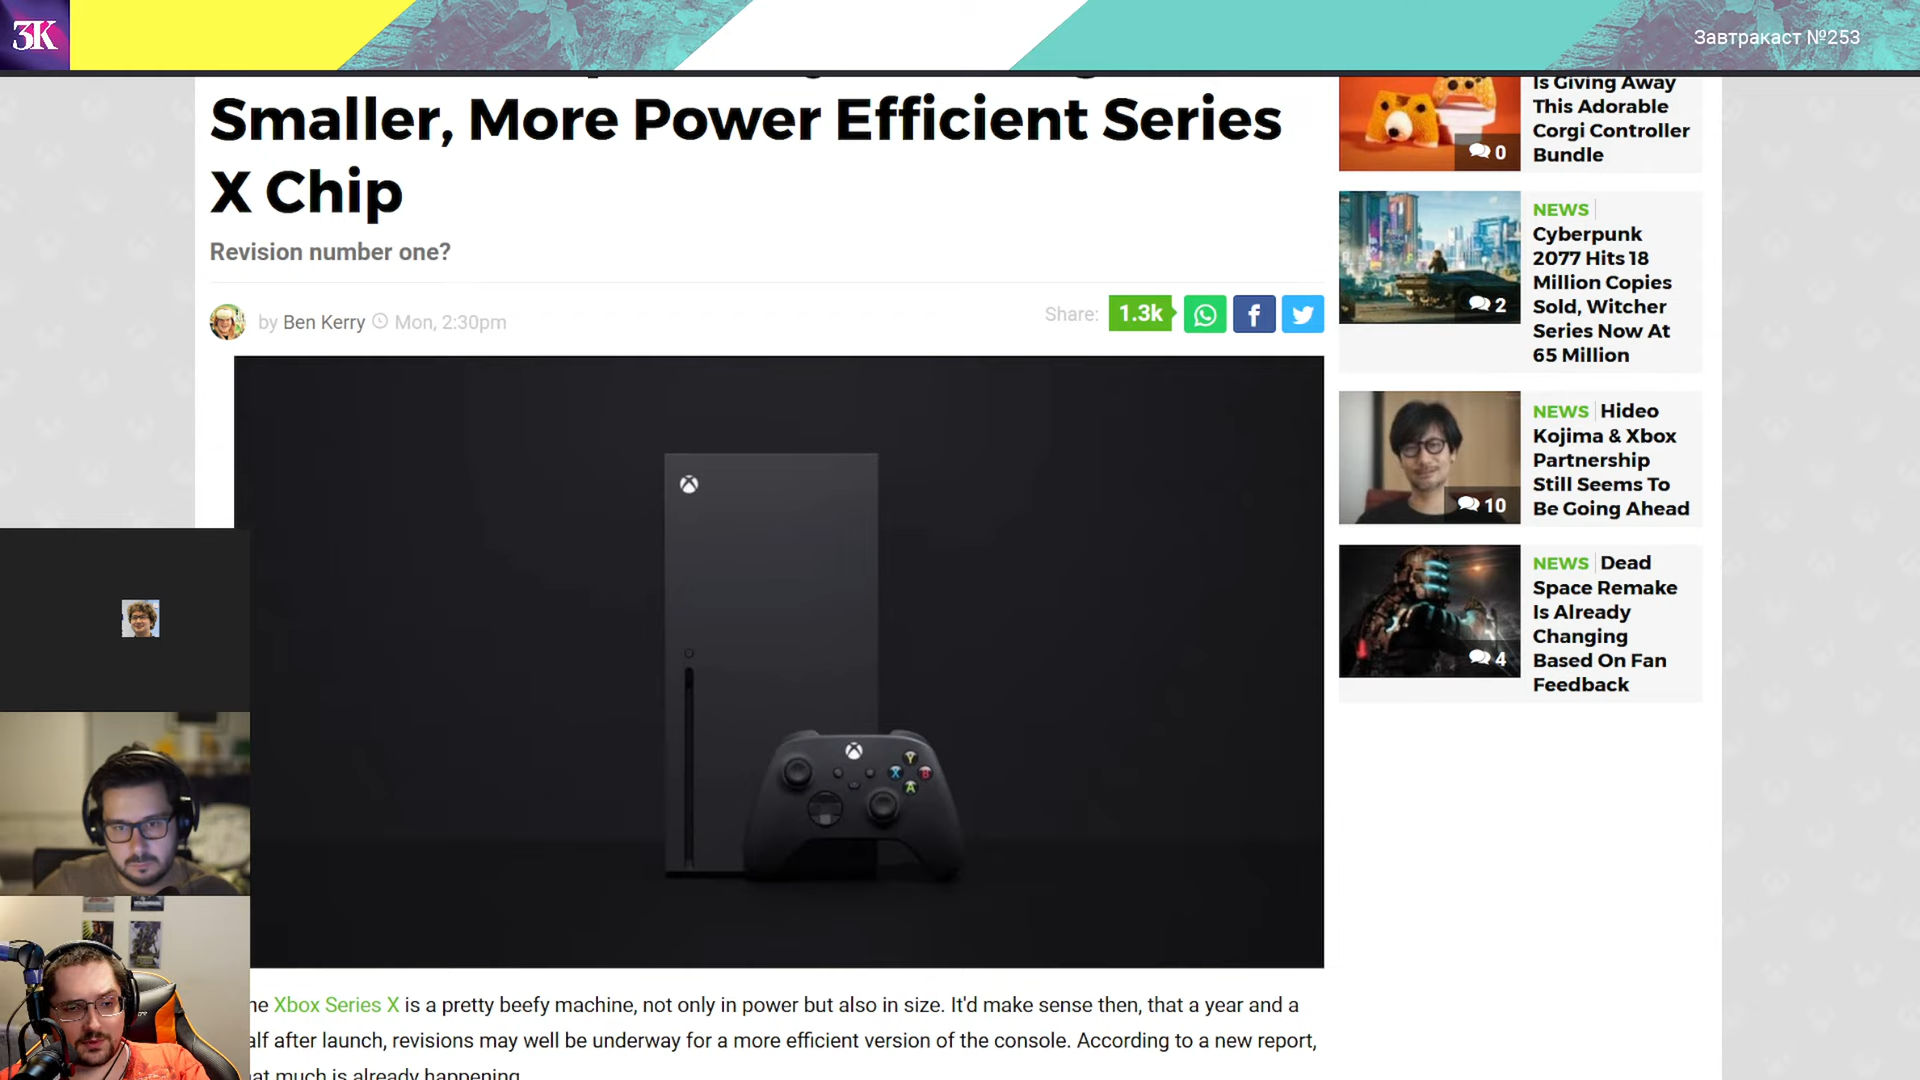 3K
Завтракаст №253
Smaller, More Power Efficient Series
X Chip
Revision number one?
by Ben Kerry Mon, 2:30pm
Share: 1.3k
Is Giving Away
This Adorable
Corgi Controller
Bundle
0
NEWS
Cyberpunk
2077 Hits 18
Million Copies
Sold, Witcher
Series Now At
65 Million
2
NEWS Hideo
Kojima & Xbox
Partnership
Still Seems To
Be Going Ahead
10
NEWS Dead
Space Remake
Is Already
Changing
Based On Fan
Feedback
4
Y
X B
A
he Xbox Series X is a pretty beefy machine, not only in power but also in size. It'd make sense then, that a year and a
alf after launch, revisions may well be underway for a more efficient version of the console. According to a new report,
at much is already happening.